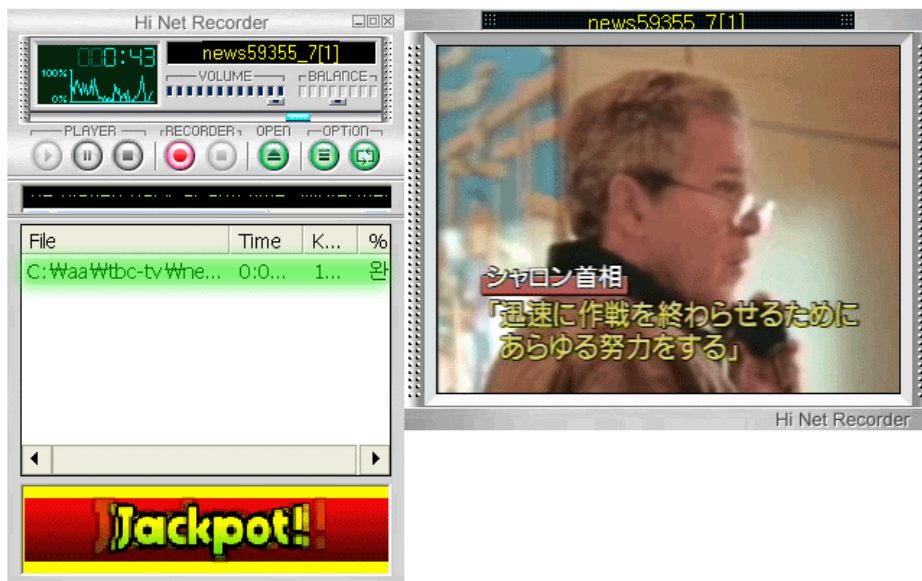 Hi Net Recorder
0:43
news59355_7[1]
100%
0%
VOLUME
BALANCE
PLAYER
RECORDER
OPEN
OPTION
File Time K... %
C:₩aa₩tbc-tv₩ne... 0:0... 1... 완
Jackpot!!
news59355_7[1]
シャロン首相
「迅速に作戦を終わらせるために
あらゆる努力をする」
Hi Net Recorder